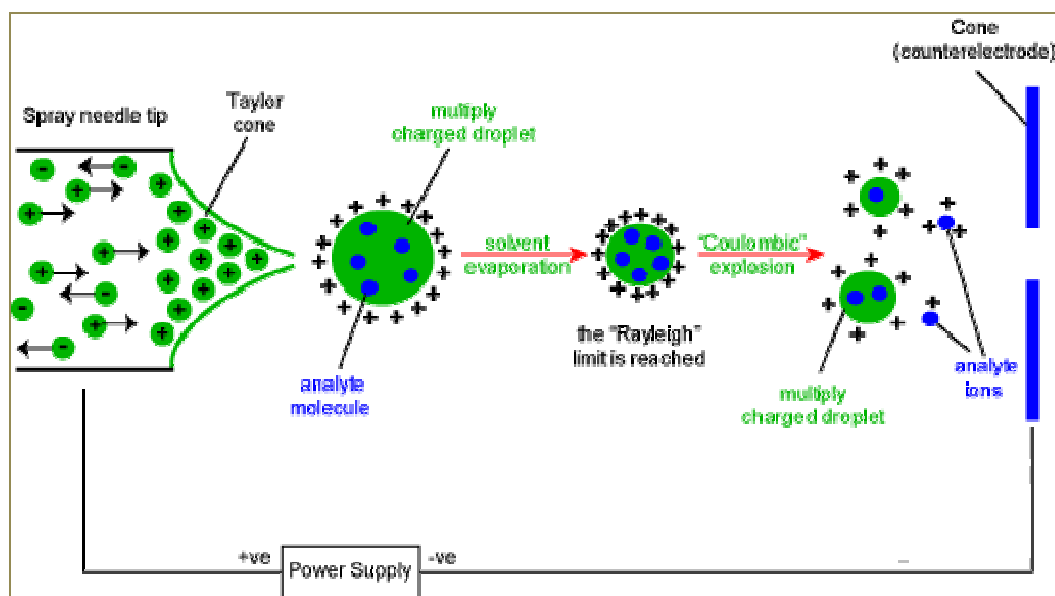 Cone
(counterelectrode)
Spray needle tip
Taylor
cone
multiply
charged droplet
solvent
evaporation
"Coulombic"
explosion
the "Rayleigh"
limit is reached
analyte
molecule
multiply
charged droplet
analyte
ions
+ve
Power Supply
-ve